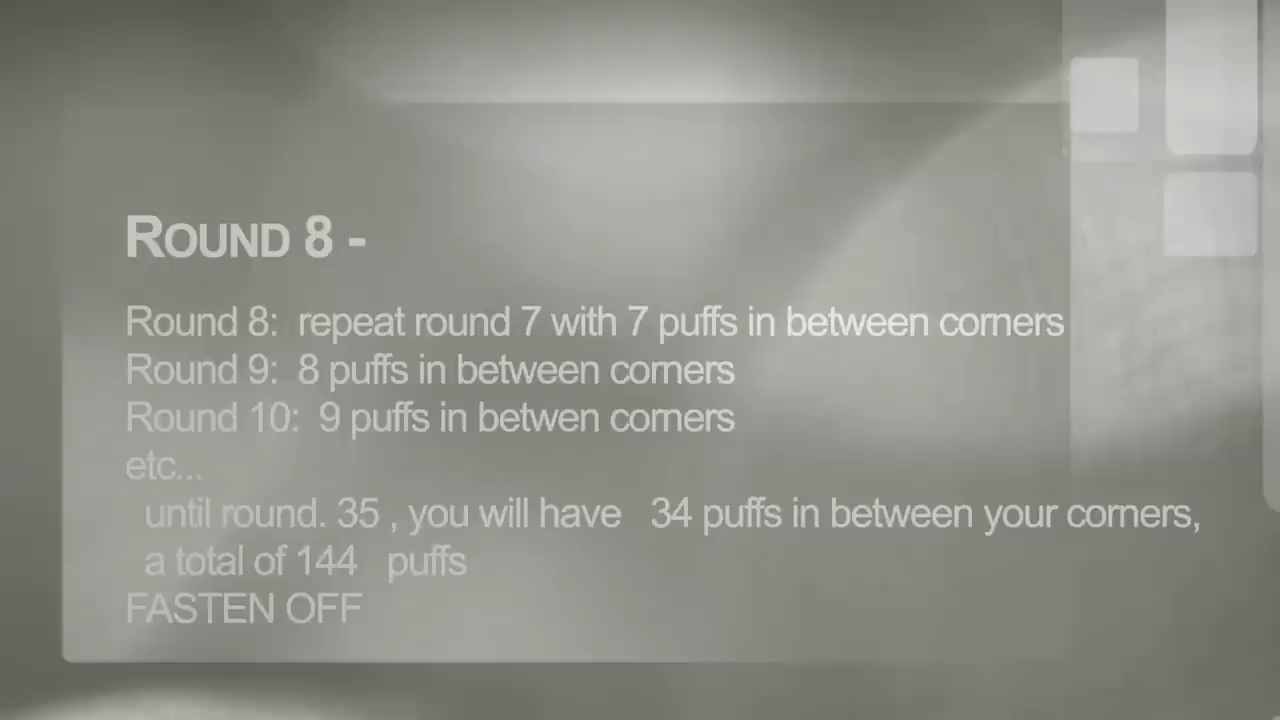 ROUND 8 -
Round 8:  repeat round 7 with 7 puffs in between corners
Round 9:  8 puffs in between corners
Round 10:  9 puffs in betwen corners
etc...
until round. 35 , you will have   34 puffs in between your corners,
a total of 144   puffs
FASTEN OFF